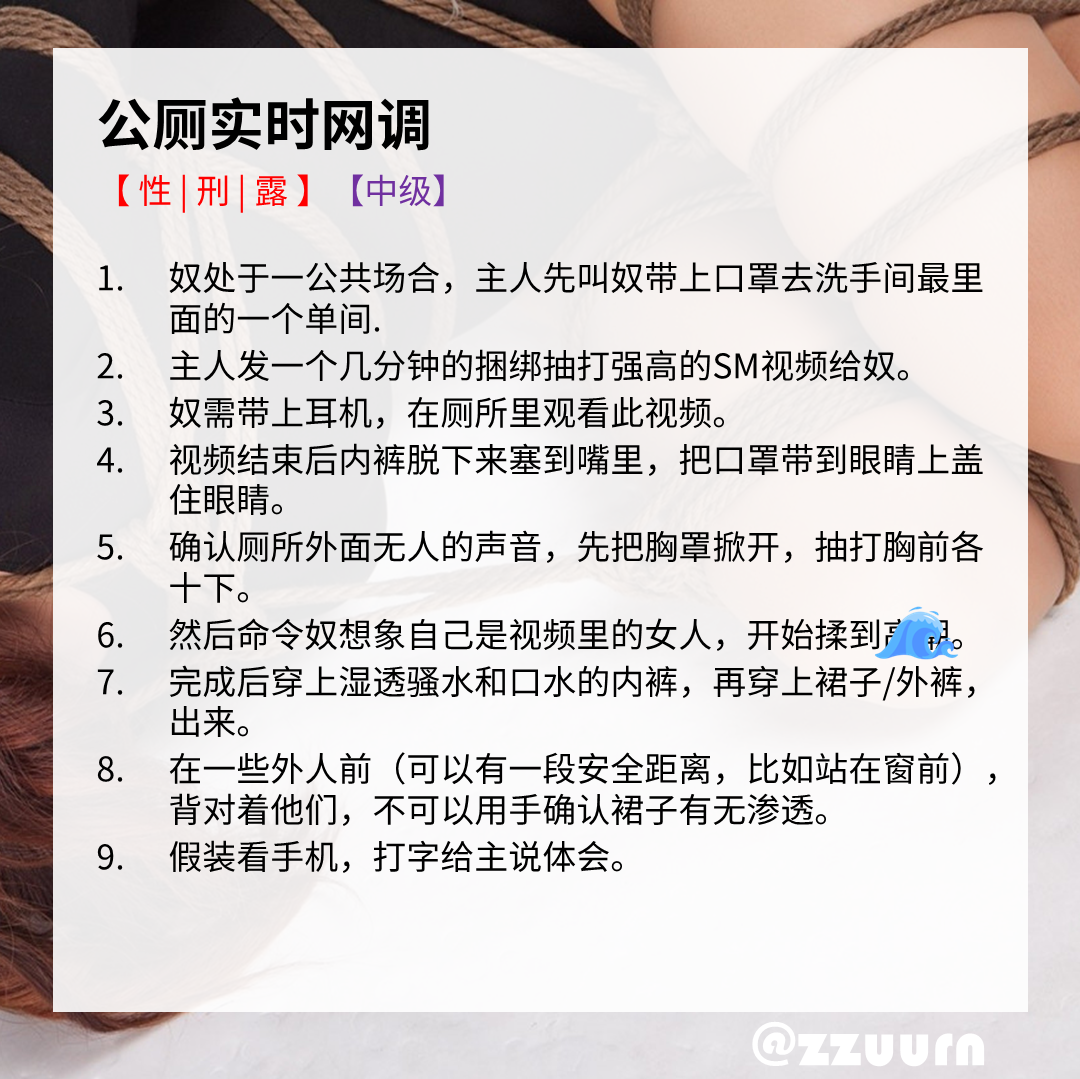 公厕实时网调
【 性 | 刑 | 露 】 【中级】
1. 奴处于一公共场合，主人先叫奴带上口罩去洗手间最里
面的一个单间.
2. 主人发一个几分钟的捆绑抽打强高的SM视频给奴。
3. 奴需带上耳机，在厕所里观看此视频。
4. 视频结束后内裤脱下来塞到嘴里，把口罩带到眼睛上盖
住眼睛。
5. 确认厕所外面无人的声音，先把胸罩掀开，抽打胸前各
十下。
6. 然后命令奴想象自己是视频里的女人，开始揉到。
7. 完成后穿上湿透骚水和口水的内裤，再穿上裙子/外裤，
出来。
8. 在一些外人前（可以有一段安全距离，比如站在窗前），
背对着他们，不可以用手确认裙子有无渗透。
9. 假装看手机，打字给主说体会。
@zzuurn